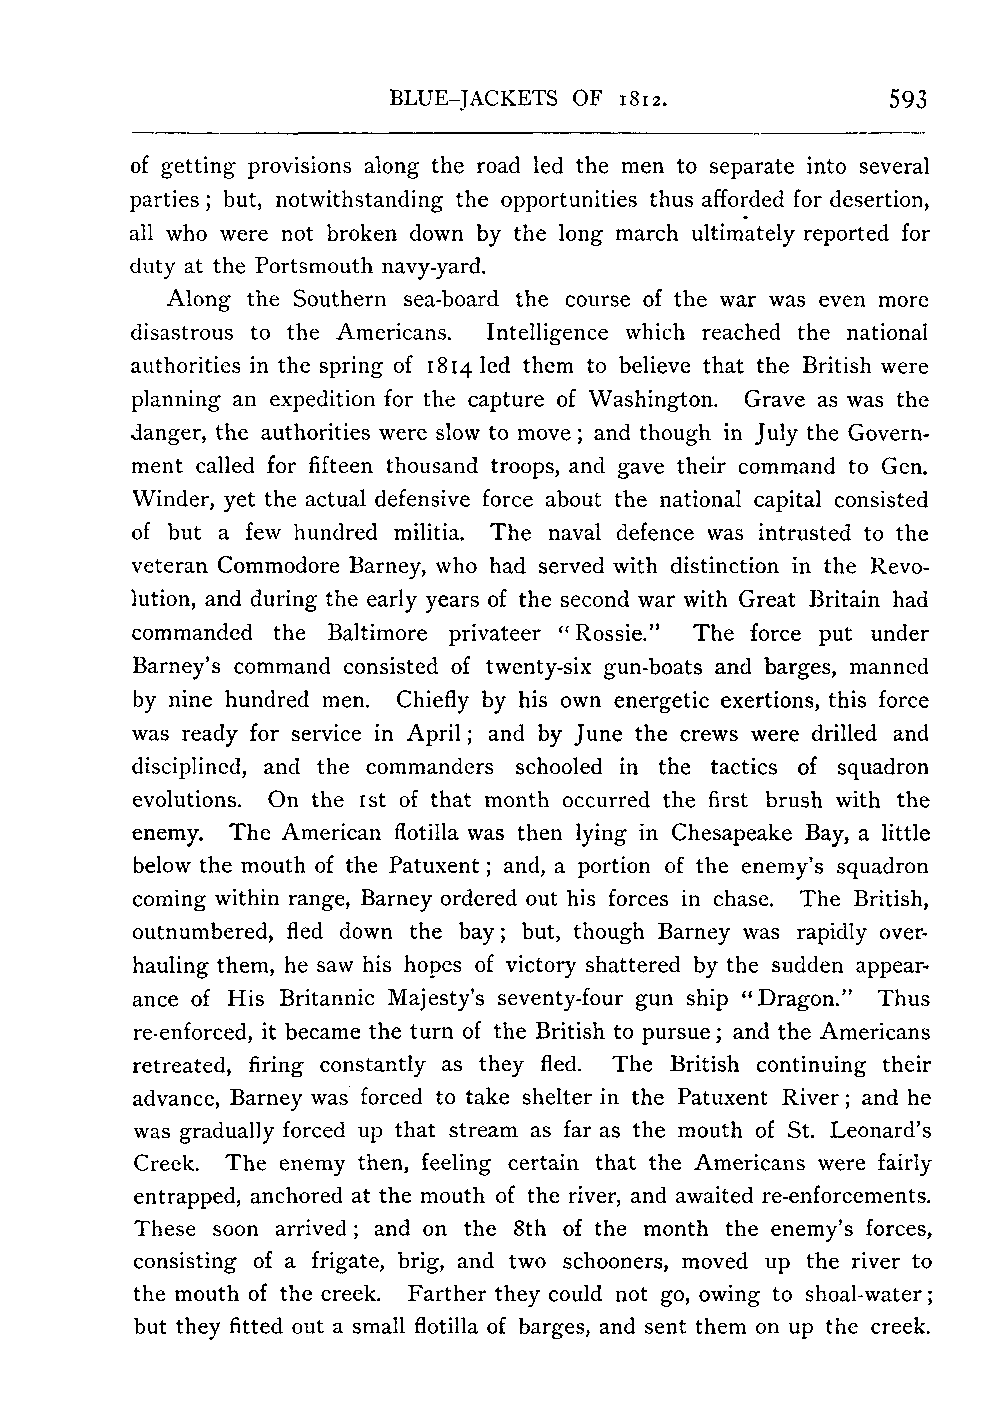 BLUE-JACKETS OF 1812. 593
of getting provisions along the road led the men to separate into several
parties; but, notwithstanding the opportunities thus afforded for desertion,
all who were not broken down by the long march ultimately reported for
duty at the Portsmouth navy-yard.
Along the Southern sea-board the course of the war was even more
disastrous to the Americans. Intelligence which reached the national
authorities in the spring of 1814 led them to believe that the British were
planning an expedition for the capture of Washington. Grave as was the
danger, the authorities were slow to move; and though in July the Govern-
ment called for fifteen thousand troops, and gave their command to Gen.
Winder, yet the actual defensive force about the national capital consisted
of but a few hundred militia. The naval defence was intrusted to the
veteran Commodore Barney, who had served with distinction in the Revo-
lution, and during the early years of the second war with Great Britain had
commanded the Baltimore privateer "Rossie." The force put under
Barney's command consisted of twenty-six gun-boats and barges, manned
by nine hundred men. Chiefly by his own energetic exertions, this force
was ready for service in April; and by June the crews were drilled and
disciplined, and the commanders schooled in the tactics of squadron
evolutions. On the 1st of that month occurred the first brush with the
enemy. The American flotilla was then lying in Chesapeake Bay, a little
below the mouth of the Patuxent; and, a portion of the enemy's squadron
coming within range, Barney ordered out his forces in chase. The British,
outnumbered, fled down the bay; but, though Barney was rapidly over-
hauling them, he saw his hopes of victory shattered by the sudden appear-
ance of His Britannic Majesty's seventy-four gun ship "Dragon." Thus
re-enforced, it became the turn of the British to pursue; and the Americans
retreated, firing constantly as they fled. The British continuing their
advance, Barney was forced to take shelter in the Patuxent River; and he
was gradually forced up that stream as far as the mouth of St. Leonard's
Creek. The enemy then, feeling certain that the Americans were fairly
entrapped, anchored at the mouth of the river, and awaited re-enforcements.
These soon arrived; and on the 8th of the month the enemy's forces,
consisting of a frigate, brig, and two schooners, moved up the river to
the mouth of the creek. Farther they could not go, owing to shoal-water;
but they fitted out a small flotilla of barges, and sent them on up the creek.